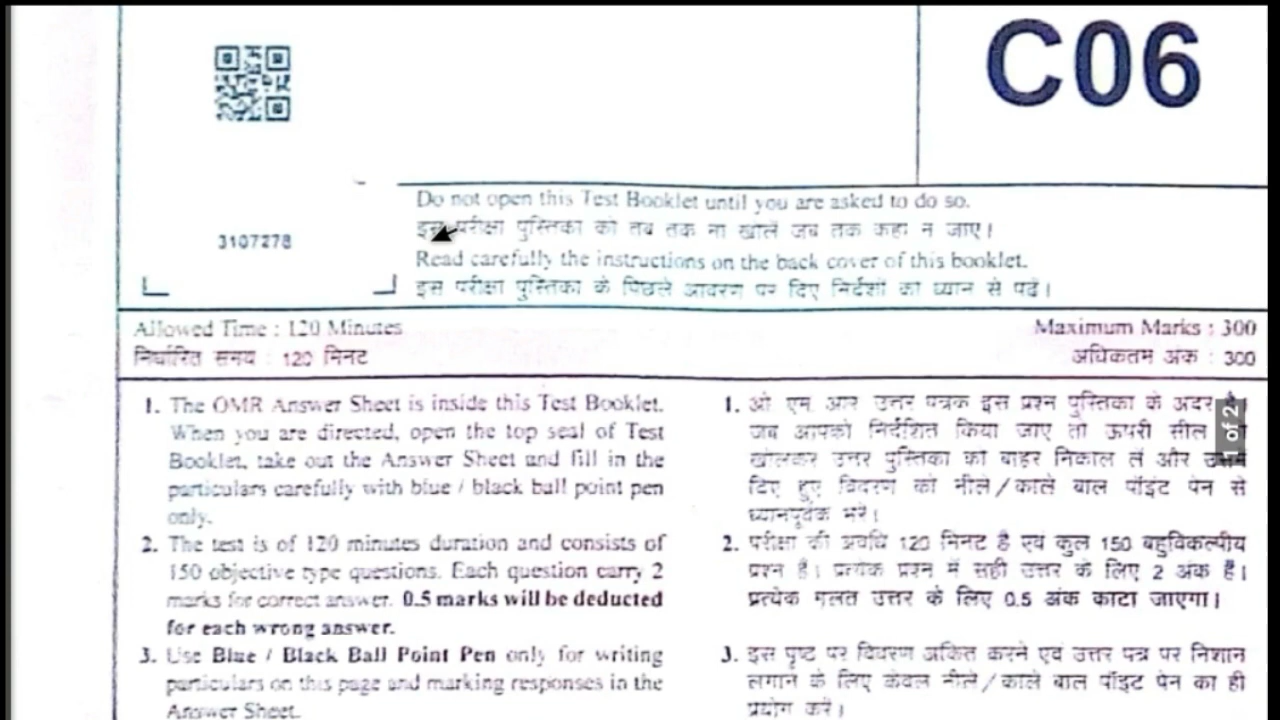 C06
Do not open this Test Booklet until you are asked to do so.
इस परीक्षा पुस्तिका को तब तक ना खोलें जब तक कहा न जाए।
3107278
Read carefully the instructions on the back cover of this booklet.
इस परीक्षा पुस्तिका के पिछले आवरण पर दिए निर्देशों को ध्यान से पढ़ें।
Allowed Time : 120 Minutes
Maximum Marks : 300
निर्धारित समय : 120 मिनट
अधिकतम अंक : 300
1. The OMR Answer Sheet is inside this Test Booklet.
When you are directed, open the top seal of Test
Booklet, take out the Answer Sheet and fill in the
particulars carefully with blue / black ball point pen
only.
2. The test is of 120 minutes duration and consists of
150 objective type questions. Each question carry 2
marks for correct answer. 0.5 marks will be deducted
for each wrong answer.
3. Use Blue / Black Ball Point Pen only for writing
particulars on this page and marking responses in the
Answer Sheet.
1. ओ एम आर उत्तर पत्रक इस प्रश्न पुस्तिका के अंदर है।
जब आपको निर्देशित किया जाए तो ऊपरी सील
खोलकर उत्तर पुस्तिका को बाहर निकाल लें और उसमें
दिए हुए विवरण को नीले/काले बाल पॉइंट पेन से
ध्यानपूर्वक भरें।
2. परीक्षा की अवधि 120 मिनट है एवं कुल 150 बहुविकल्पीय
प्रश्न हैं। प्रत्येक प्रश्न में सही उत्तर के लिए 2 अंक हैं।
प्रत्येक गलत उत्तर के लिए 0.5 अंक काटा जाएगा।
3. इस पृष्ट पर विवरण अंकित करने एवं उत्तर पत्र पर निशान
लगाने के लिए केवल नीले/काले बाल पॉइंट पेन का ही
प्रयोग करें।
1 of 2